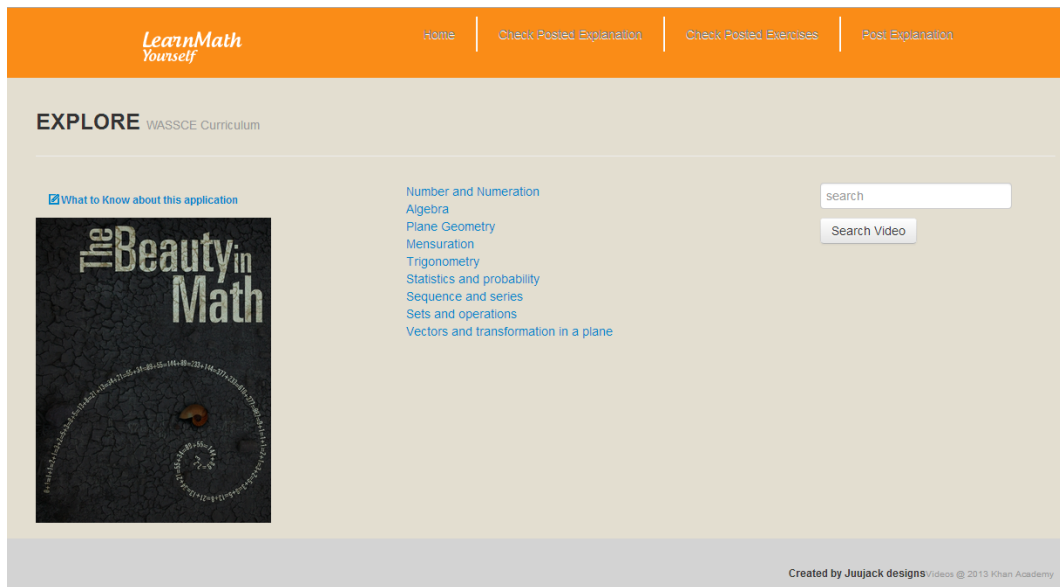 LearnMath
Yourself
Home
Check Posted Explanation
Check Posted Exercises
Post Explanation
EXPLORE WASSCE Curriculum
What to Know about this application
The Beauty in
Math
Number and Numeration
Algebra
Plane Geometry
Mensuration
Trigonometry
Statistics and probability
Sequence and series
Sets and operations
Vectors and transformation in a plane
search
Search Video
Created by Juujack designs Videos @ 2013 Khan Academy